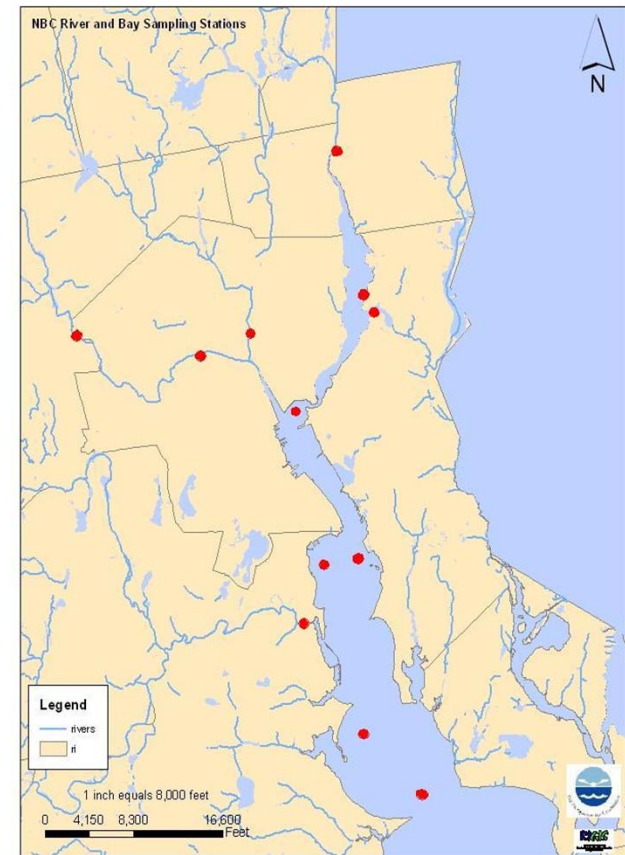 NBC River and Bay Sampling Stations
N
Legend
rivers
ri
1 inch equals 8,000 feet
0 4,150 8,300 16,600
Feet